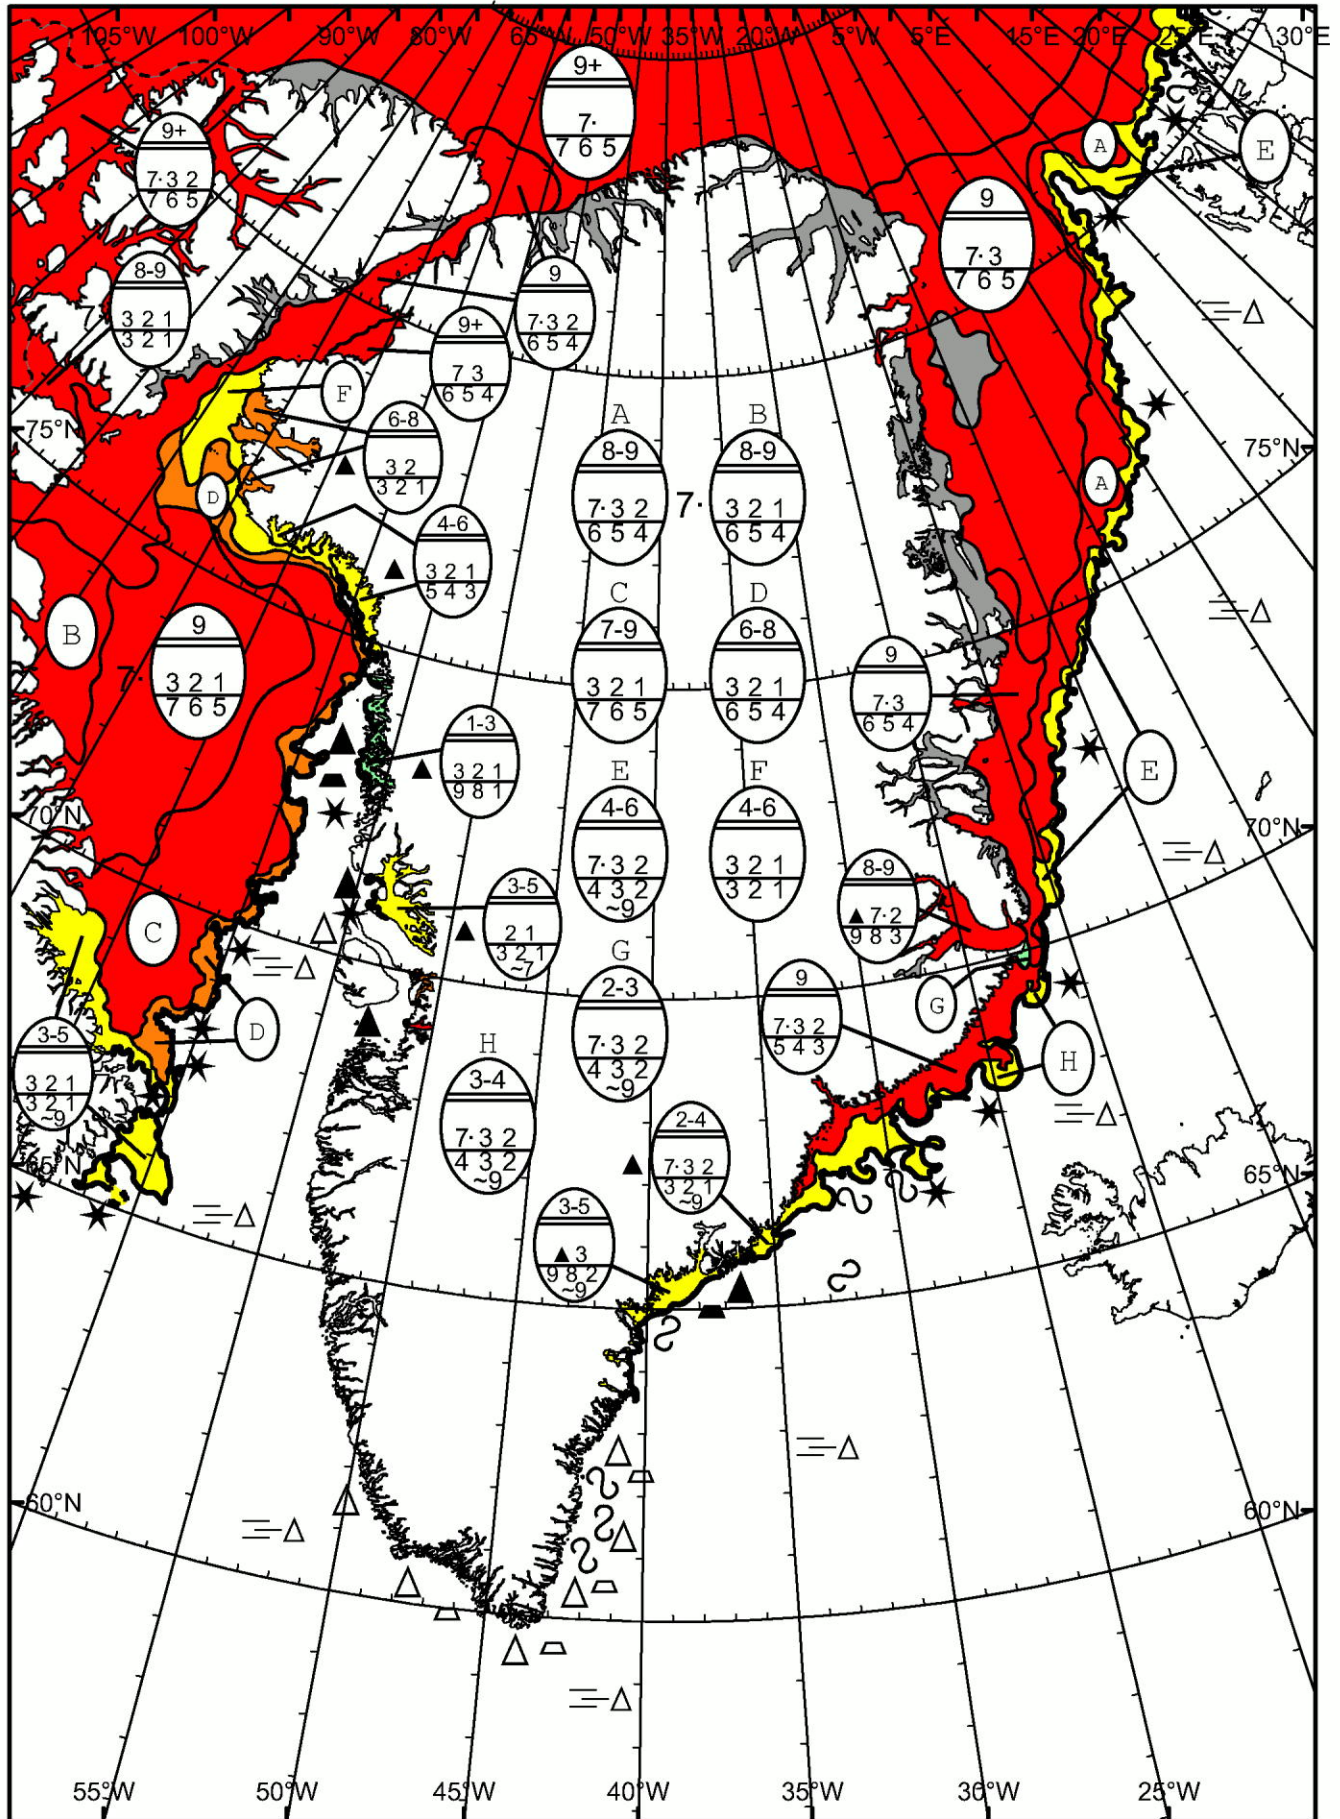 105°W 100°W 90°W 80°W 65°W 50°W 35°W 20°W 5°W 5°E 15°E 20°E 25°E 30°E
9+
7·
7 6 5
9+
7·3 2
7 6 5
A
E
9
7·3
7 6 5
8-9
7·
3 2 1
3 2 1
9
7·3 2
6 5 4
9+
7 3
6 5 4
F
75°N
75°N
6-8
3 2
3 2 1
A
8-9
7·3 2
6 5 4
B
8-9
7·
3 2 1
6 5 4
A
D
4-6
3 2 1
5 4 3
C
7-9
3 2 1
7 6 5
D
6-8
3 2 1
6 5 4
B
9
7·
3 2 1
7 6 5
9
7·3
6 5 4
1-3
3 2 1
9 8 1
E
E
4-6
7·3 2
4 3 2
~9
F
4-6
3 2 1
3 2 1
70°N
70°N
8-9
7·2
9 8 3
C
3-5
2 1
3 2 1
~7
G
2-3
7·3 2
4 3 2
~9
9
7·3 2
5 4 3
G
D
H
3-5
3 2 1
3 2 1
~9
H
3-4
7·3 2
4 3 2
~9
2-4
7·3 2
3 2 1
~9
65°N
65°N
3-5
3
9 8 2
~9
60°N
60°N
55°W 50°W 45°W 40°W 35°W 30°W 25°W